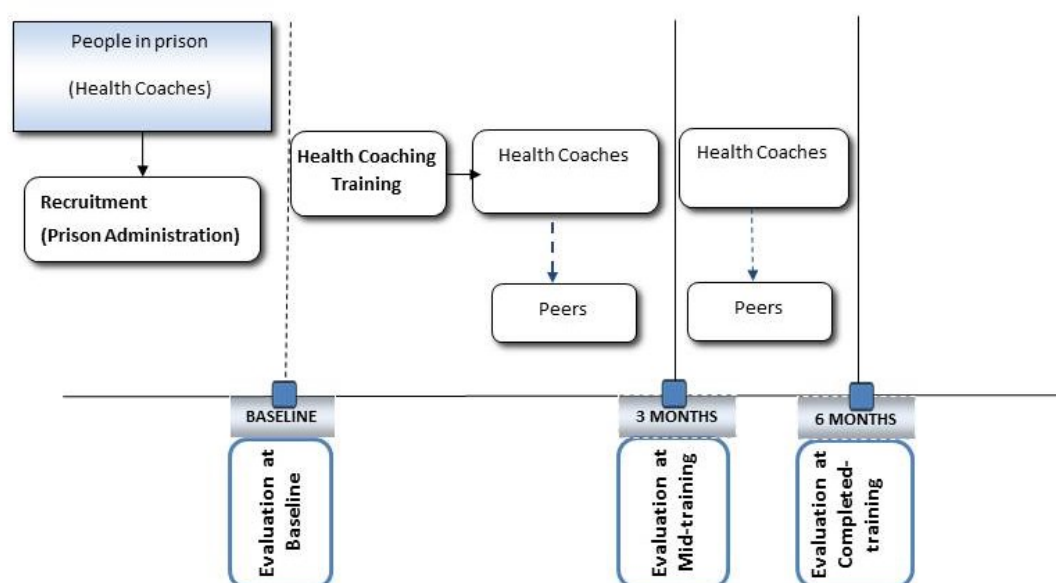 People in prison
(Health Coaches)
Recruitment
(Prison Administration)
Health Coaching
Training
Health Coaches
Peers
Health Coaches
Peers
BASELINE
3 MONTHS
6 MONTHS
Evaluation at
Baseline
Evaluation at
Mid-training
Evaluation at
Completed-
training